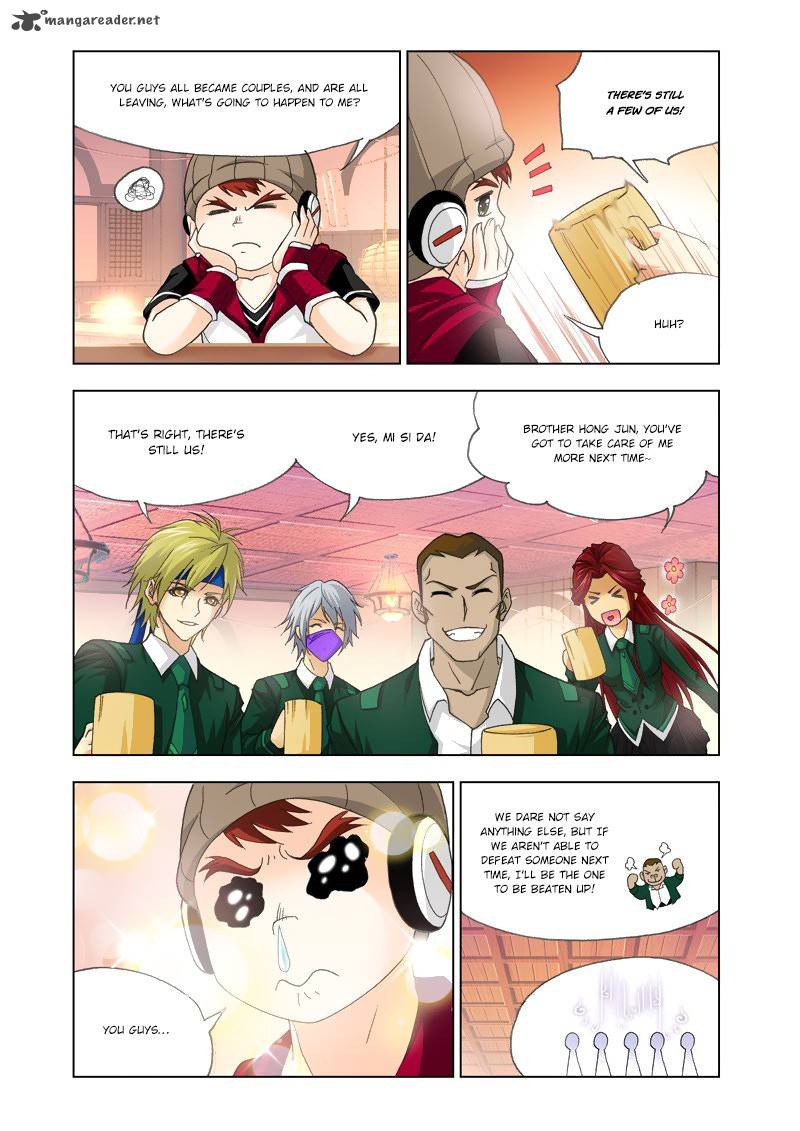 mangareader.net
YOU GUYS ALL BECAME COUPLES, AND ARE ALL
LEAVING, WHAT'S GOING TO HAPPEN TO ME?
THERE'S STILL
A FEW OF US!
HUH?
THAT'S RIGHT, THERE'S
STILL US!
YES, MI SI DA!
BROTHER HONG JUN, YOU'VE
GOT TO TAKE CARE OF ME
MORE NEXT TIME~
YOU GUYS...
WE DARE NOT SAY
ANYTHING ELSE, BUT IF
WE AREN'T ABLE TO
DEFEAT SOMEONE NEXT
TIME, I'LL BE THE ONE
TO BE BEATEN UP!